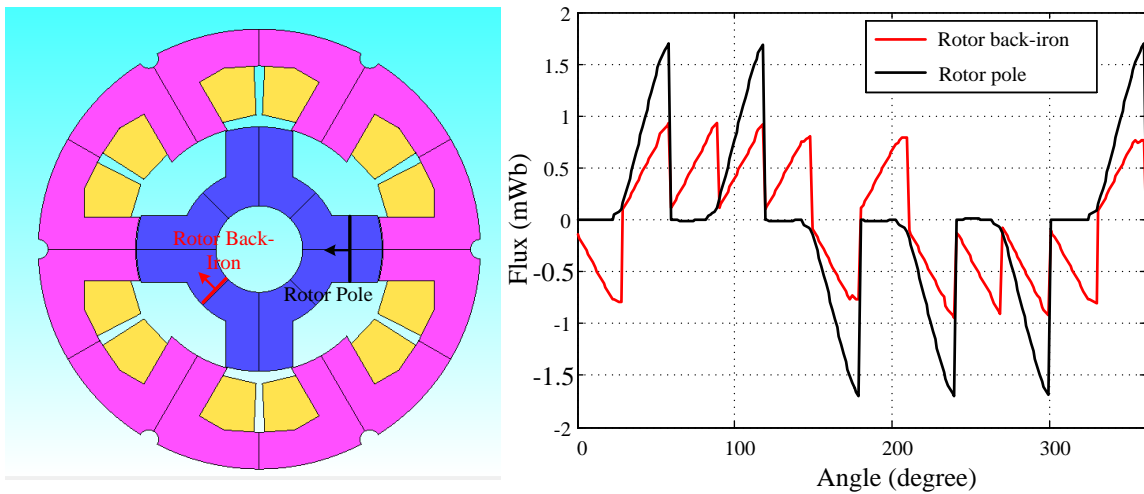 Rotor Back-
Iron
Rotor Pole
2
1.5
1
0.5
0
-0.5
-1
-1.5
-2
Flux (mWb)
Rotor back-iron
Rotor pole
0
100
200
300
Angle (degree)